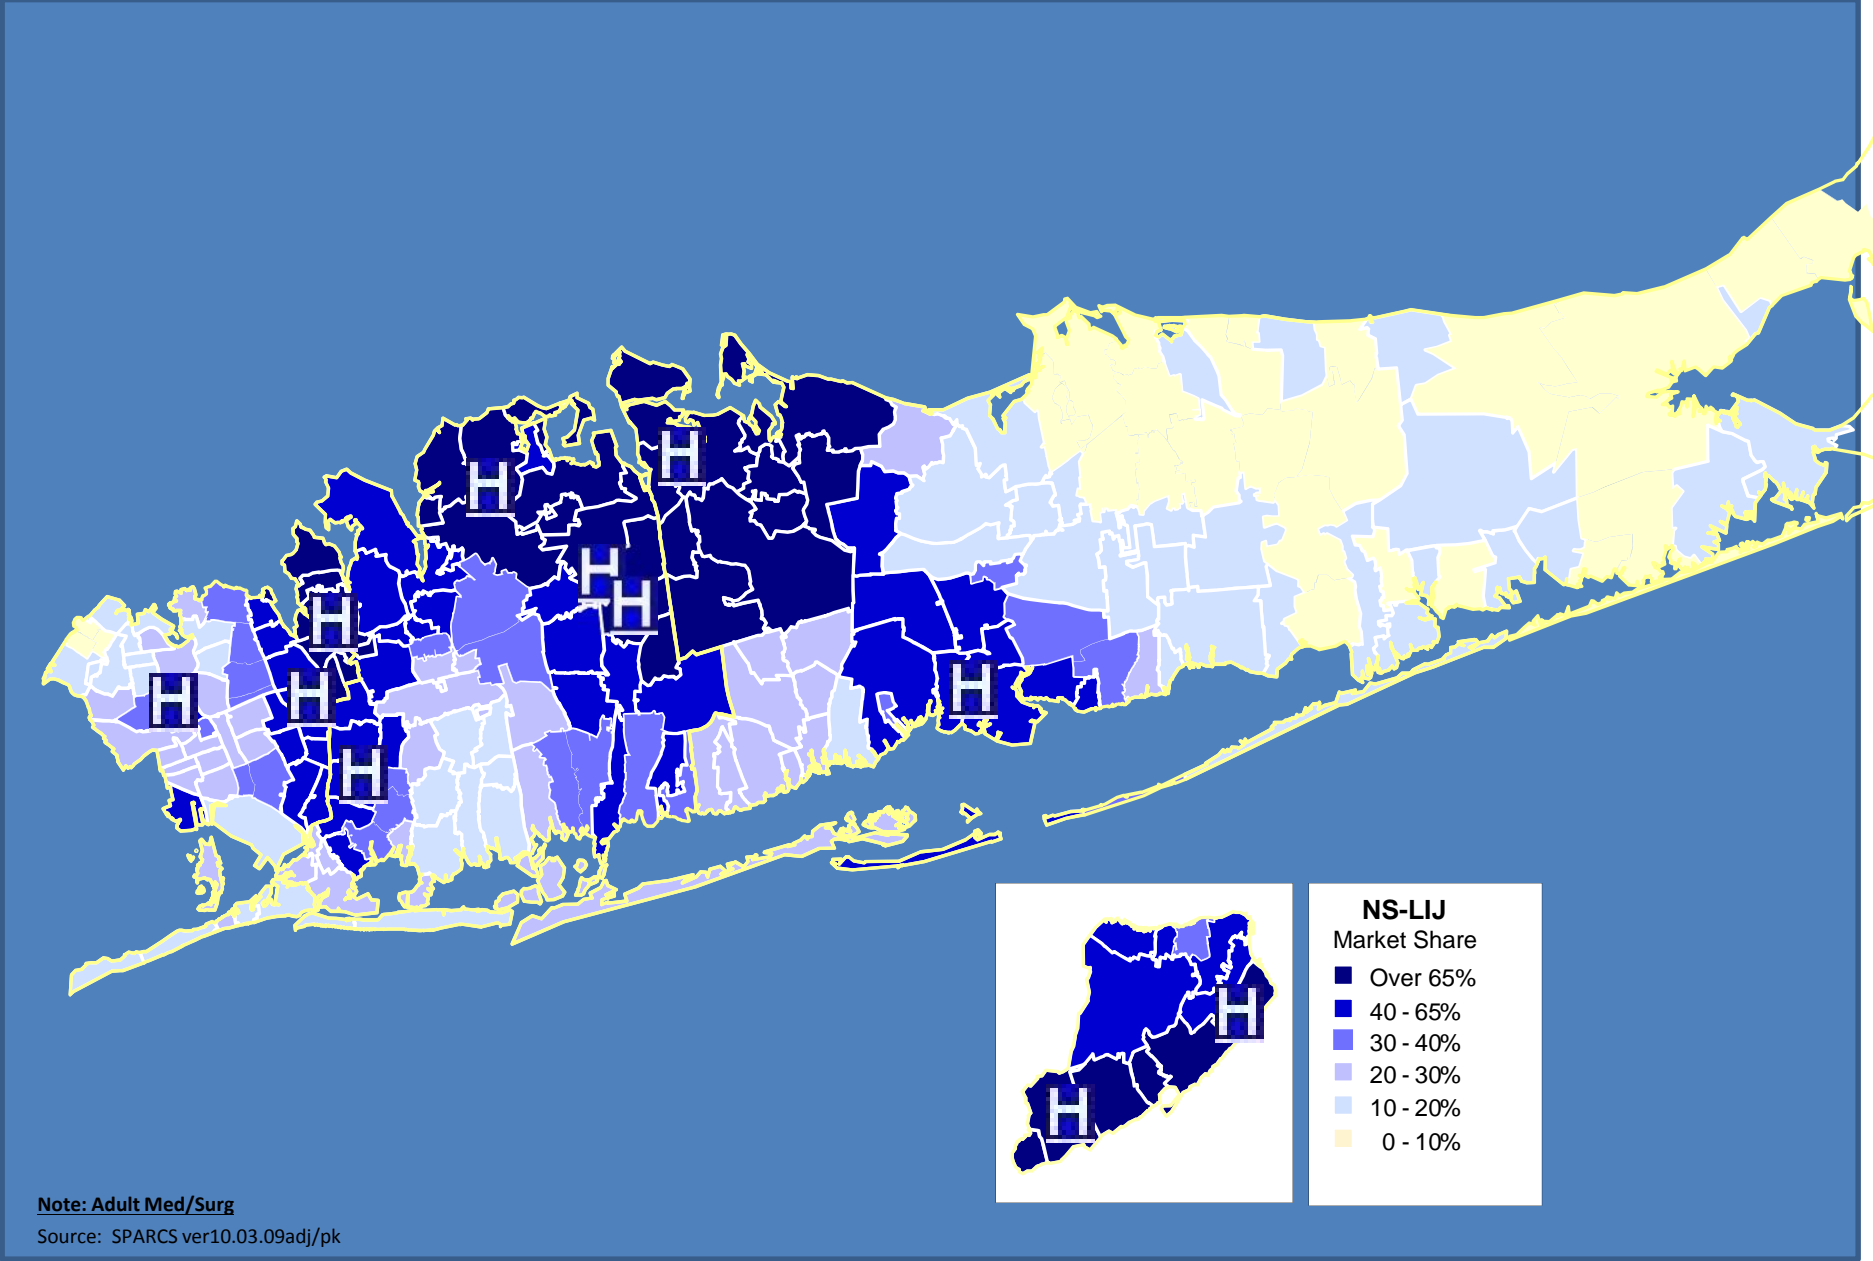 H
H
H
H
H
H
H
H
H
NS-LIJ
Market Share
Over 65%
40 - 65%
30 - 40%
20 - 30%
10 - 20%
0 - 10%
H
H
Note: Adult Med/Surg
Source: SPARCS ver10.03.09adj/pk